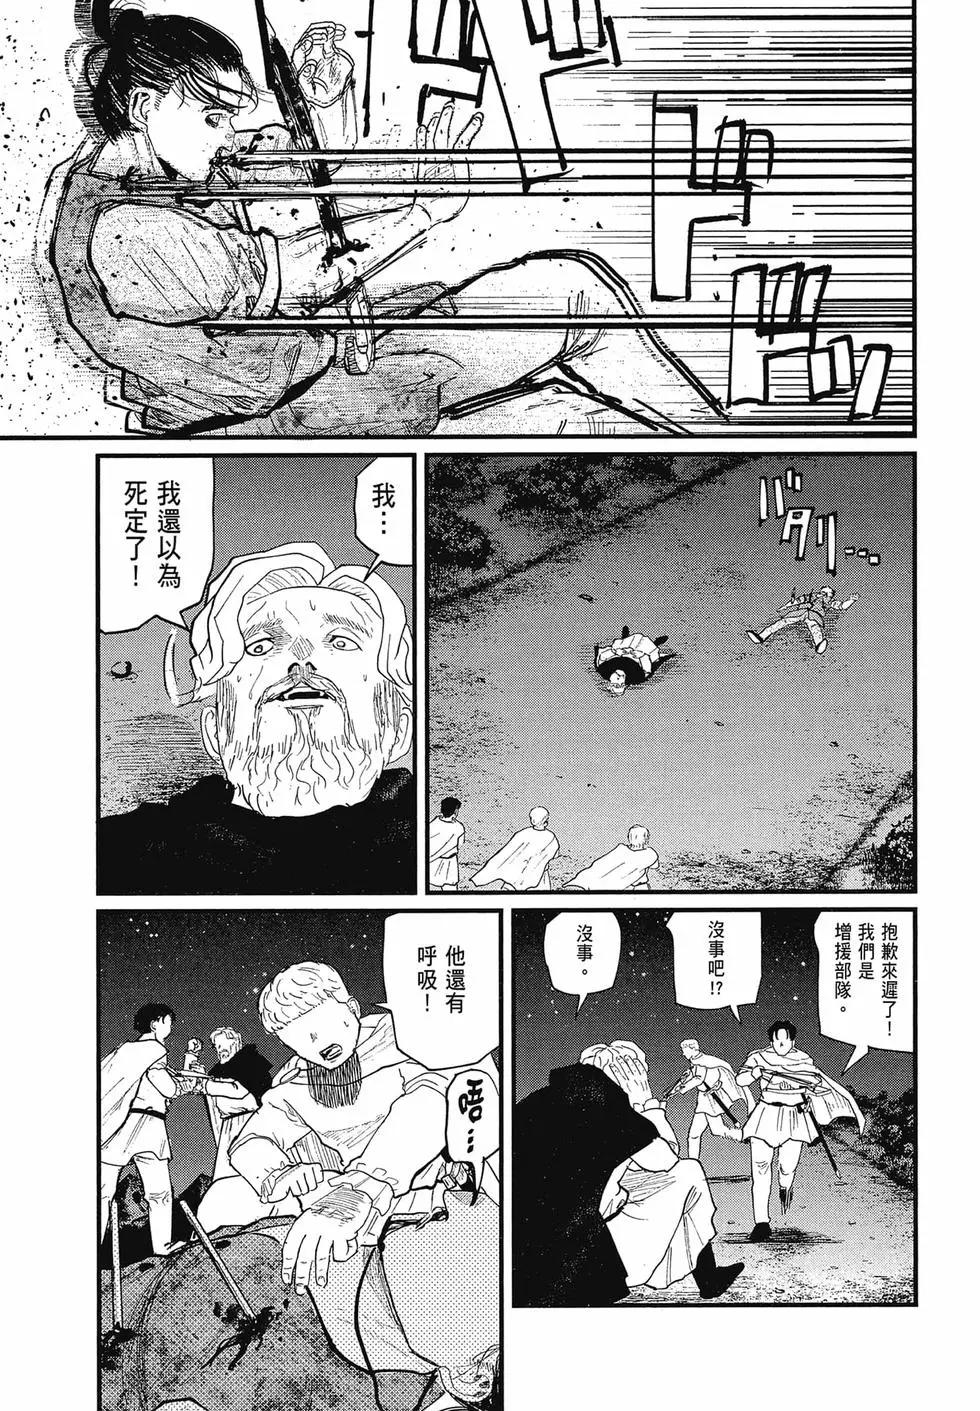 ドドドドッ
バタリ…
我…
我還以為
死定了！
抱歉來遲了！
我們是
增援部隊。
沒事吧!?
沒事。
他還有
呼吸！
唔…